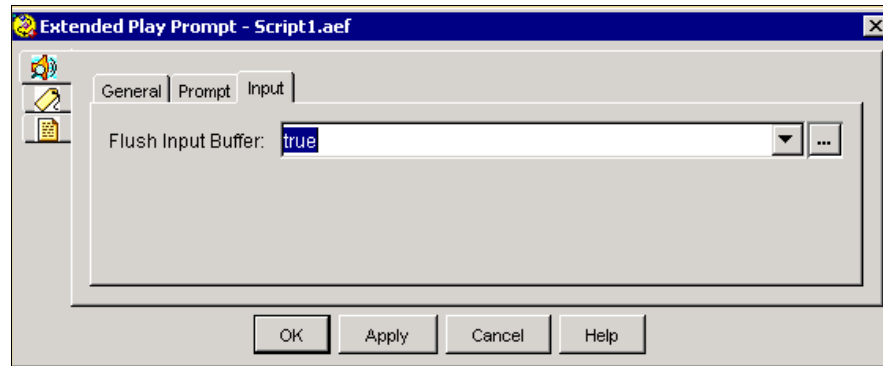 Extended Play Prompt - Script1.aef
General Prompt Input
Flush Input Buffer: true ...
OK Apply Cancel Help